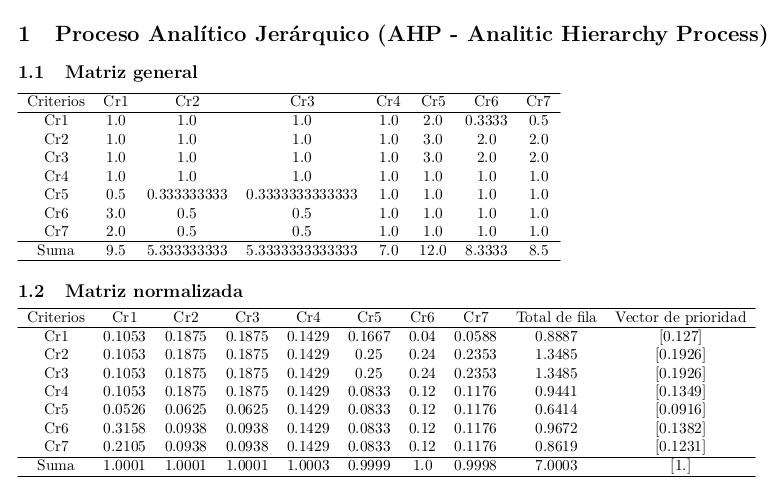 1 Proceso Analítico Jerárquico (AHP - Analitic Hierarchy Process)
1.1 Matriz general
Criterios Cr1 Cr2 Cr3 Cr4 Cr5 Cr6 Cr7
Cr1 1.0 1.0 1.0 1.0 2.0 0.3333 0.5
Cr2 1.0 1.0 1.0 1.0 3.0 2.0 2.0
Cr3 1.0 1.0 1.0 1.0 3.0 2.0 2.0
Cr4 1.0 1.0 1.0 1.0 1.0 1.0 1.0
Cr5 0.5 0.333333333 0.3333333333333 1.0 1.0 1.0 1.0
Cr6 3.0 0.5 0.5 1.0 1.0 1.0 1.0
Cr7 2.0 0.5 0.5 1.0 1.0 1.0 1.0
Suma 9.5 5.333333333 5.3333333333333 7.0 12.0 8.3333 8.5
1.2 Matriz normalizada
Criterios Cr1 Cr2 Cr3 Cr4 Cr5 Cr6 Cr7 Total de fila Vector de prioridad
Cr1 0.1053 0.1875 0.1875 0.1429 0.1667 0.04 0.0588 0.8887 [0.127]
Cr2 0.1053 0.1875 0.1875 0.1429 0.25 0.24 0.2353 1.3485 [0.1926]
Cr3 0.1053 0.1875 0.1875 0.1429 0.25 0.24 0.2353 1.3485 [0.1926]
Cr4 0.1053 0.1875 0.1875 0.1429 0.0833 0.12 0.1176 0.9441 [0.1349]
Cr5 0.0526 0.0625 0.0625 0.1429 0.0833 0.12 0.1176 0.6414 [0.0916]
Cr6 0.3158 0.0938 0.0938 0.1429 0.0833 0.12 0.1176 0.9672 [0.1382]
Cr7 0.2105 0.0938 0.0938 0.1429 0.0833 0.12 0.1176 0.8619 [0.1231]
Suma 1.0001 1.0001 1.0001 1.0003 0.9999 1.0 0.9998 7.0003 [1.]